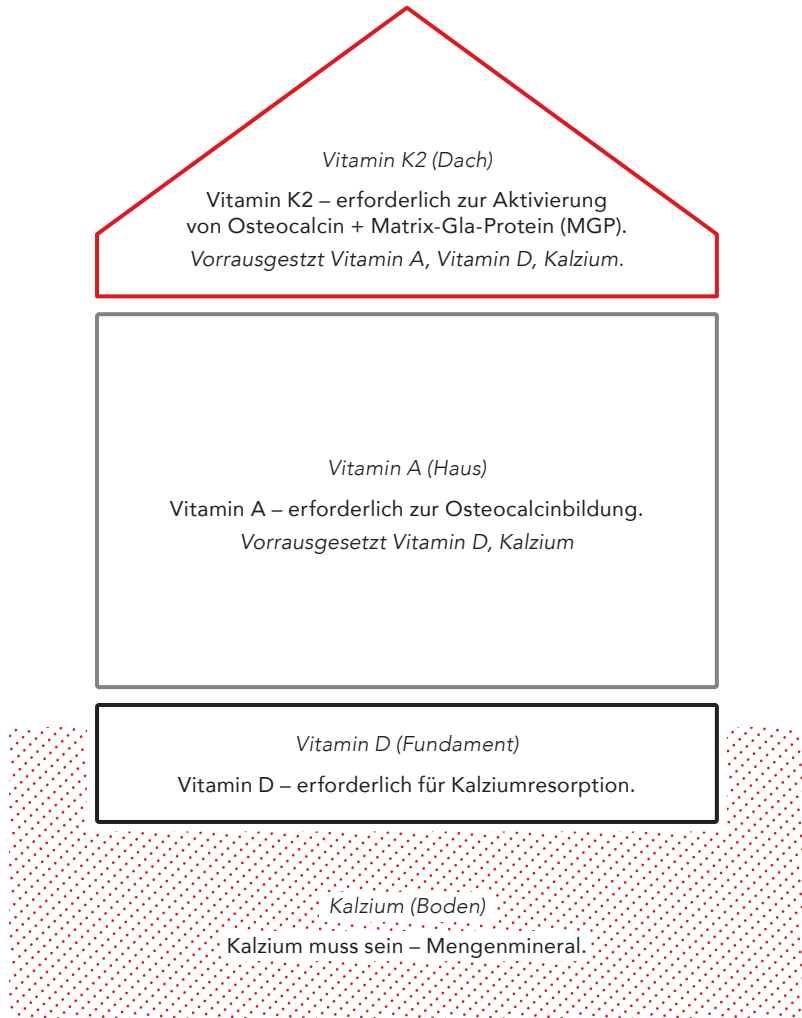 Vitamin K2 (Dach)
Vitamin K2 – erforderlich zur Aktivierung
von Osteocalcin + Matrix-Gla-Protein (MGP).
Vorrausgestzt Vitamin A, Vitamin D, Kalzium.
Vitamin A (Haus)
Vitamin A – erforderlich zur Osteocalcinbildung.
Vorrausgesetzt Vitamin D, Kalzium
Vitamin D (Fundament)
Vitamin D – erforderlich für Kalziumresorption.
Kalzium (Boden)
Kalzium muss sein – Mengenmineral.